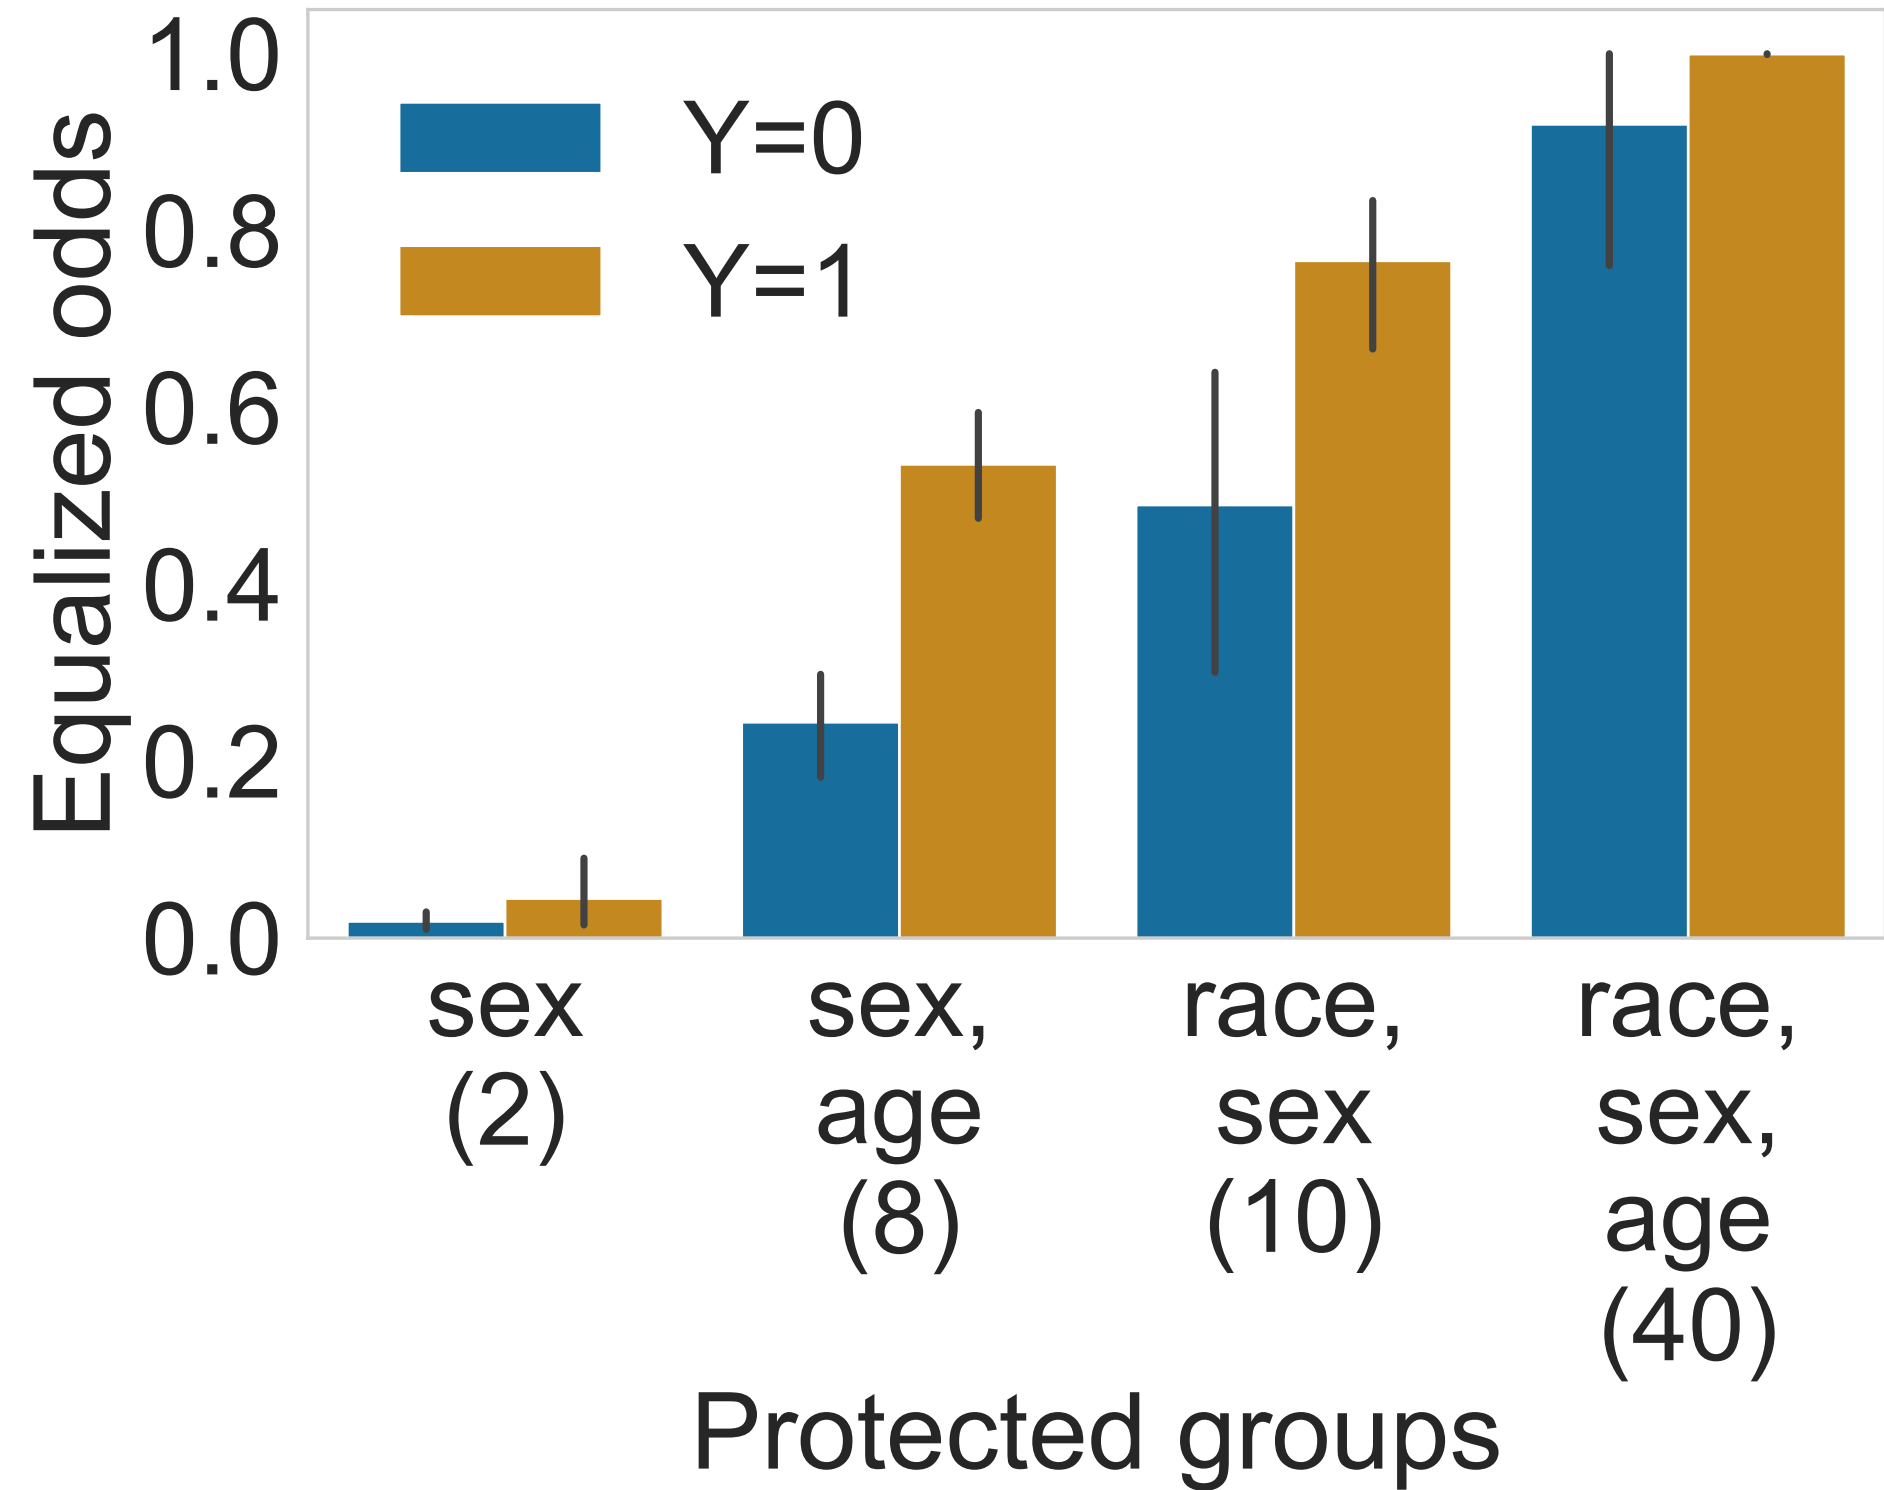 Equalized odds
1.0
0.8
0.6
0.4
0.2
0.0
Y=0
Y=1
sex
(2)
sex,
age
(8)
race,
sex
(10)
race,
sex,
age
(40)
Protected groups